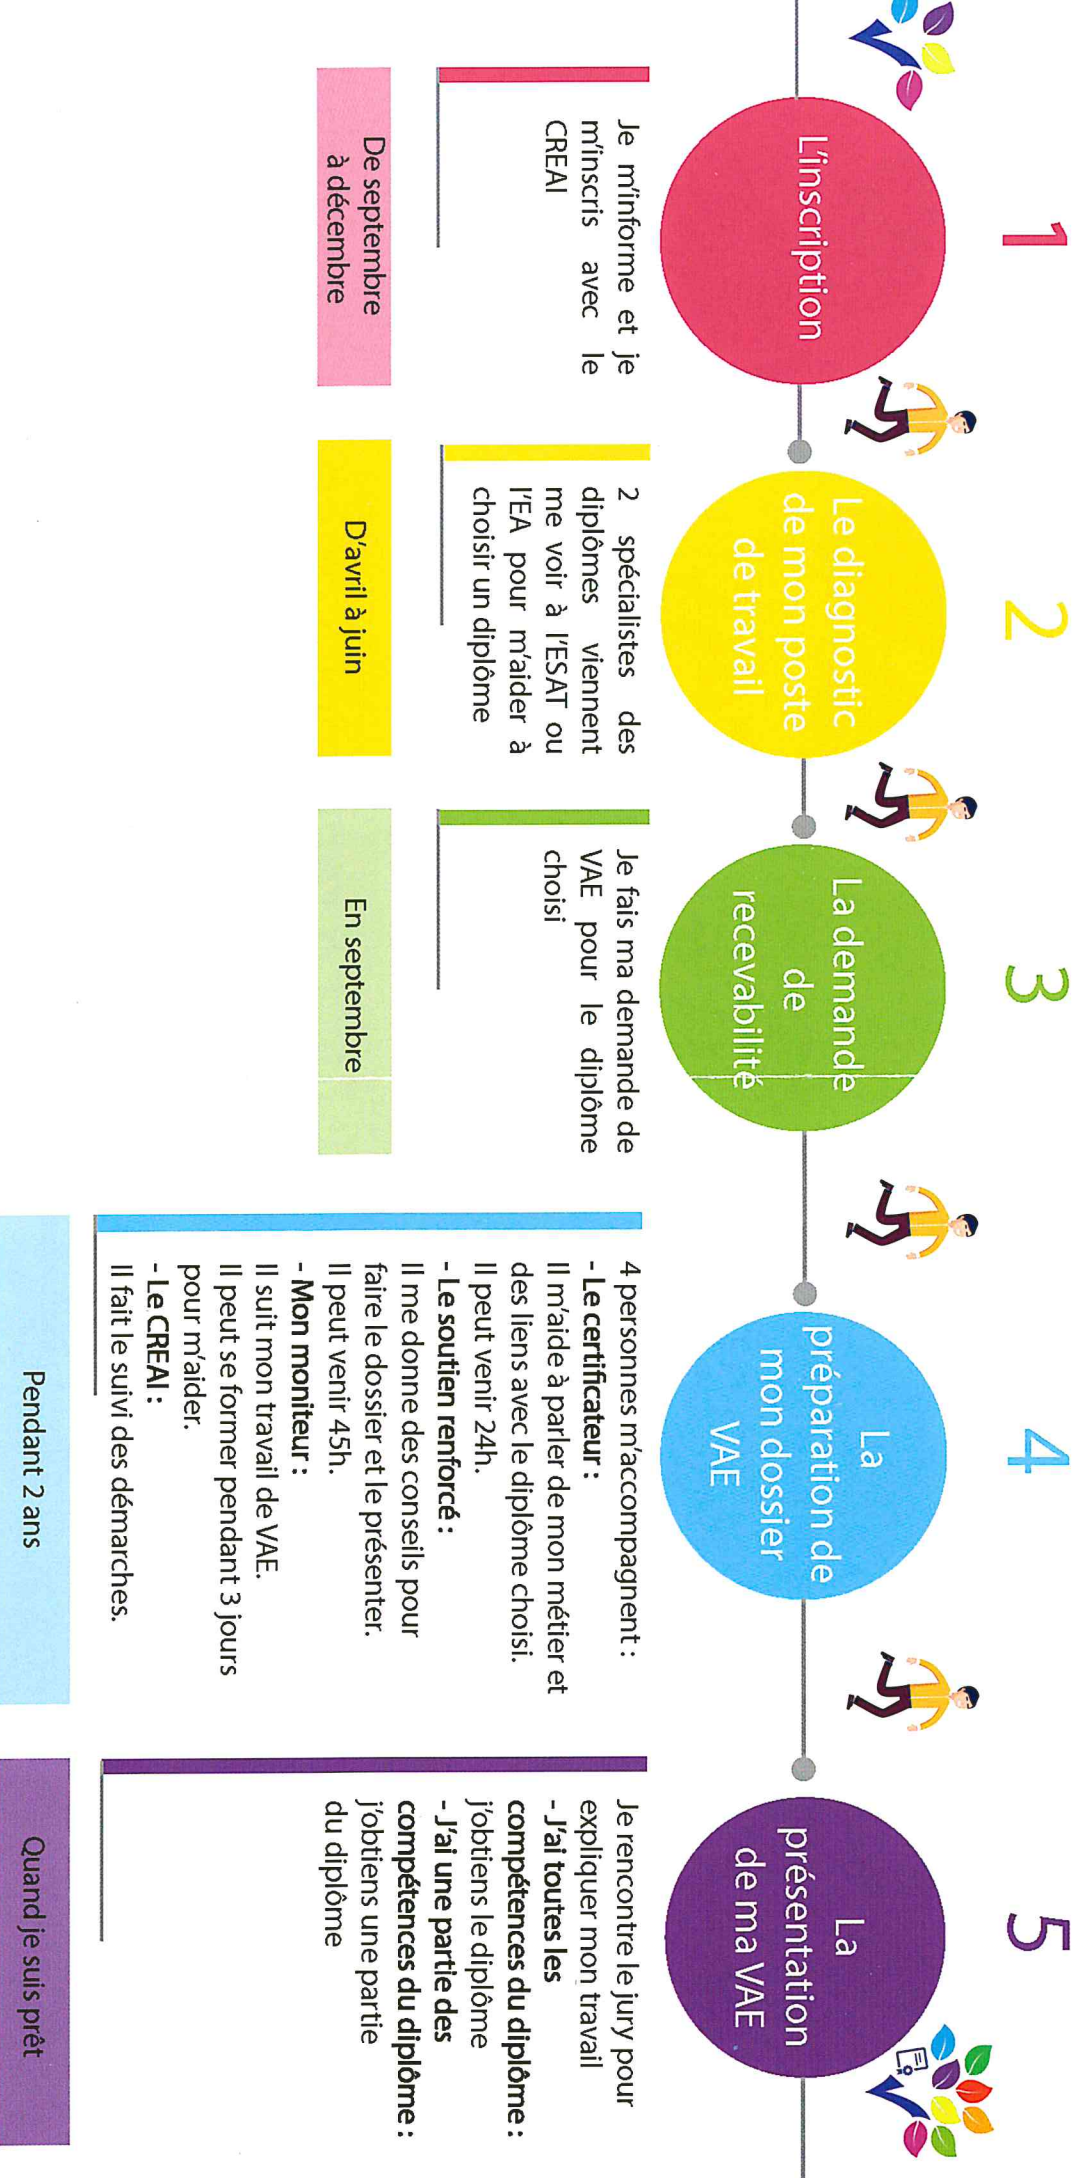 1
L'inscription
Je m'informe et je
m'inscris avec le
CREAI
De septembre
à décembre
2
Le diagnostic
de mon poste
de travail
2 spécialistes des
diplômes viennent
me voir à l'ESAT ou
l'EA pour m'aider à
choisir un diplôme
D'avril à juin
3
La demande
de
recevabilité
Je fais ma demande de
VAE pour le diplôme
choisi
En septembre
4
La
préparation de
mon dossier
VAE
4 personnes m'accompagnent :
- Le certificateur :
Il m'aide à parler de mon métier et
des liens avec le diplôme choisi.
Il peut venir 24h.
- Le soutien renforcé :
Il me donne des conseils pour
faire le dossier et le présenter.
Il peut venir 45h.
- Mon moniteur :
Il suit mon travail de VAE.
Il peut se former pendant 3 jours
pour m'aider.
- Le CREAI :
Il fait le suivi des démarches.
Pendant 2 ans
5
La
présentation
de ma VAE
Je rencontre le jury pour
expliquer mon travail
- J'ai toutes les
compétences du diplôme :
j'obtiens le diplôme
- J'ai une partie des
compétences du diplôme :
j'obtiens une partie
du diplôme
Quand je suis prêt